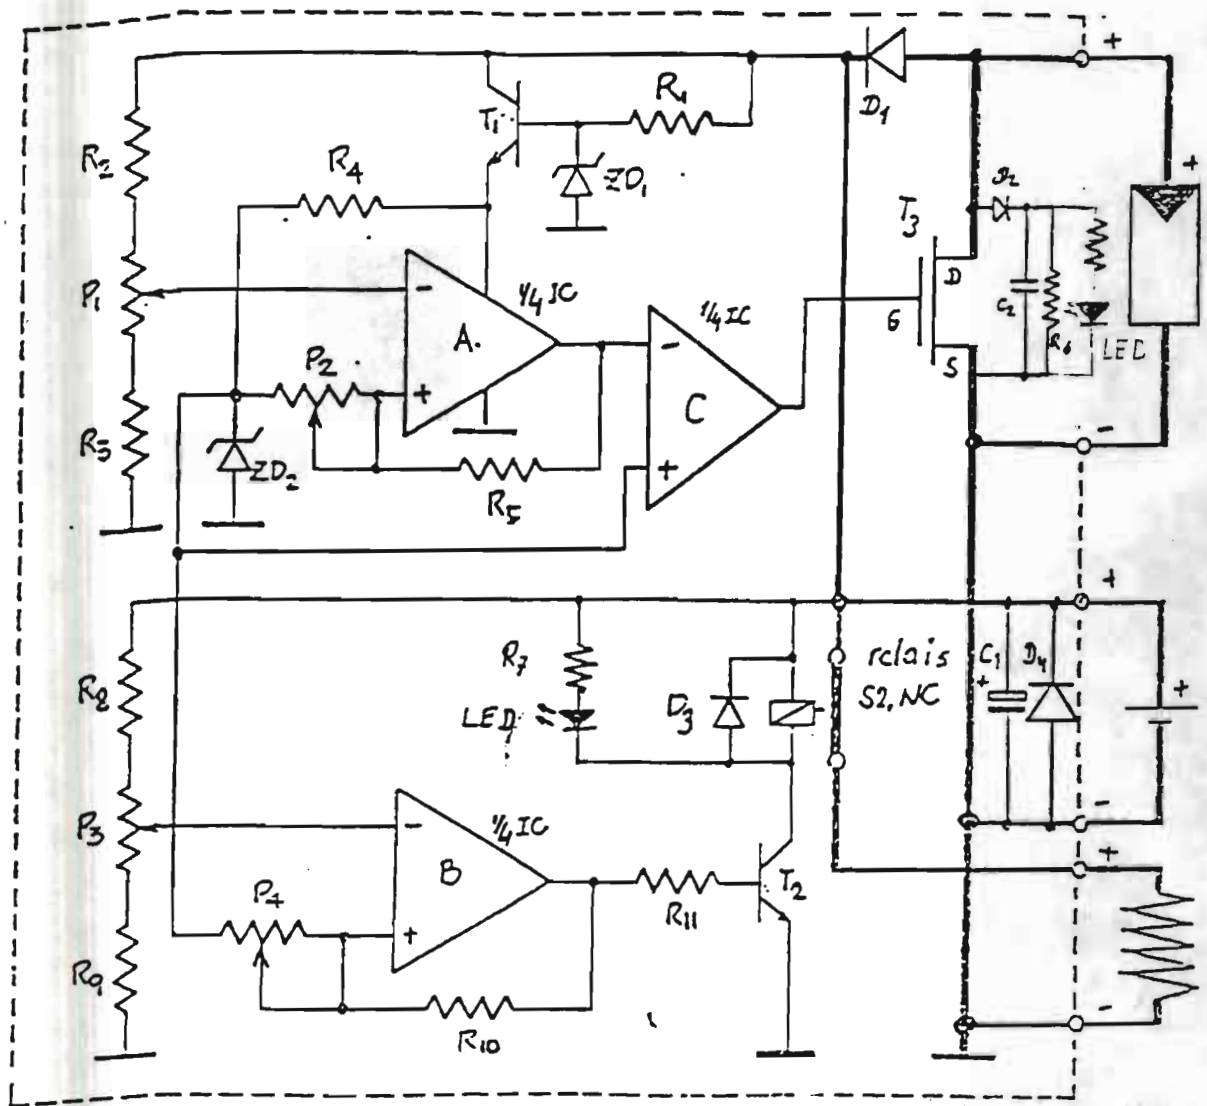 +
D1
R1
T1
R2
R4
ZD1
+
D2
T3
P1
-
1/4 IC
1/4 IC
D
G
C2
R6
LED
A.
P2
+
-
C
S
R3
ZD2
R5
+
-
+
R7
relais
S2, NC
C1
+
D4
+
R8
LED
D3
P3
-
1/4 IC
-
B
+
P4
+
R11
T2
R9
R10
-